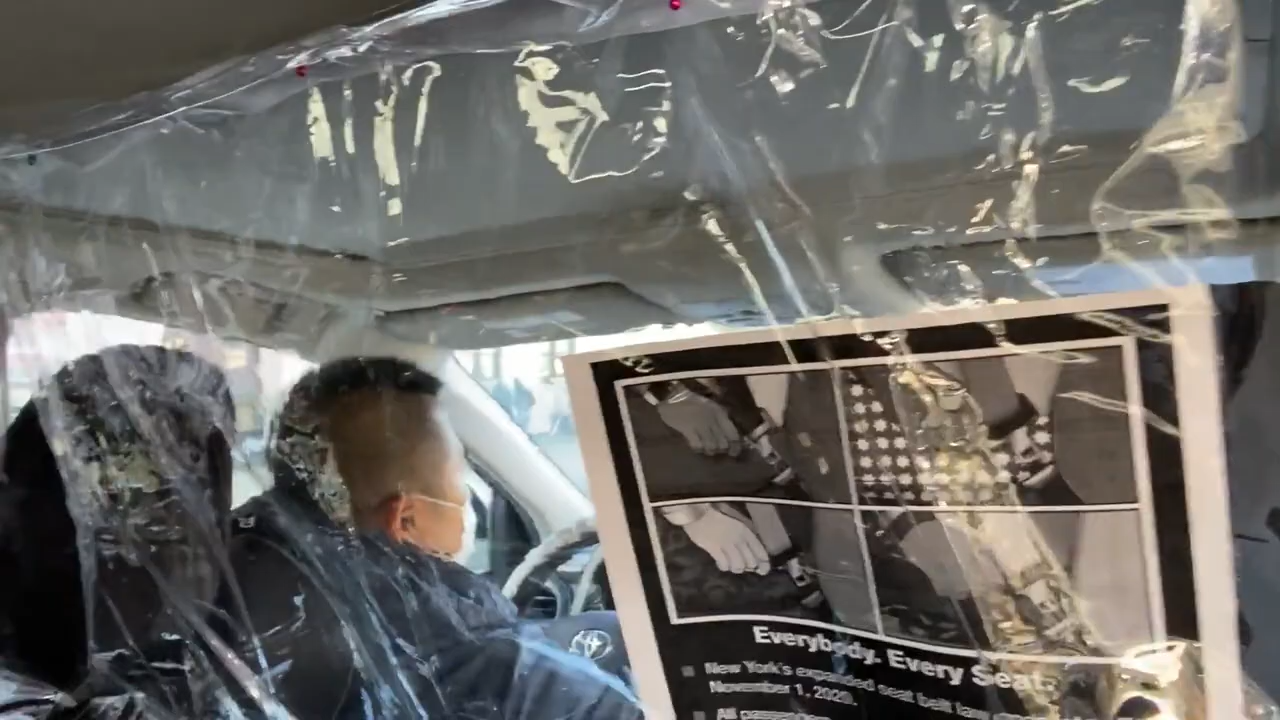 Everybody. Every Seat.
New York's expanded seat belt law
November 1, 2020.
All passengers